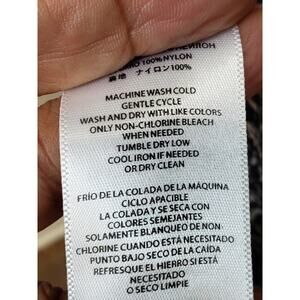 100%NYLON
裏地 ナイロン100%
MACHINE WASH COLD
GENTLE CYCLE
WASH AND DRY WITH LIKE COLORS
ONLY NON-CHLORINE BLEACH
WHEN NEEDED
TUMBLE DRY LOW
COOL IRON IF NEEDED
OR DRY CLEAN
FRÍO DE LA COLADA DE LA MÁQUINA
CICLO APACIBLE
LA COLADA Y SE SECA CON
COLORES SEMEJANTES
SOLAMENTE BLANQUEO DE NON-
CHLORINE CUANDO ESTÁ NECESITADO
PUNTO BAJO SECO DE LA CAÍDA
REFRESQUE EL HIERRO SI ESTÁ
NECESITADO
O SECO LIMPIE